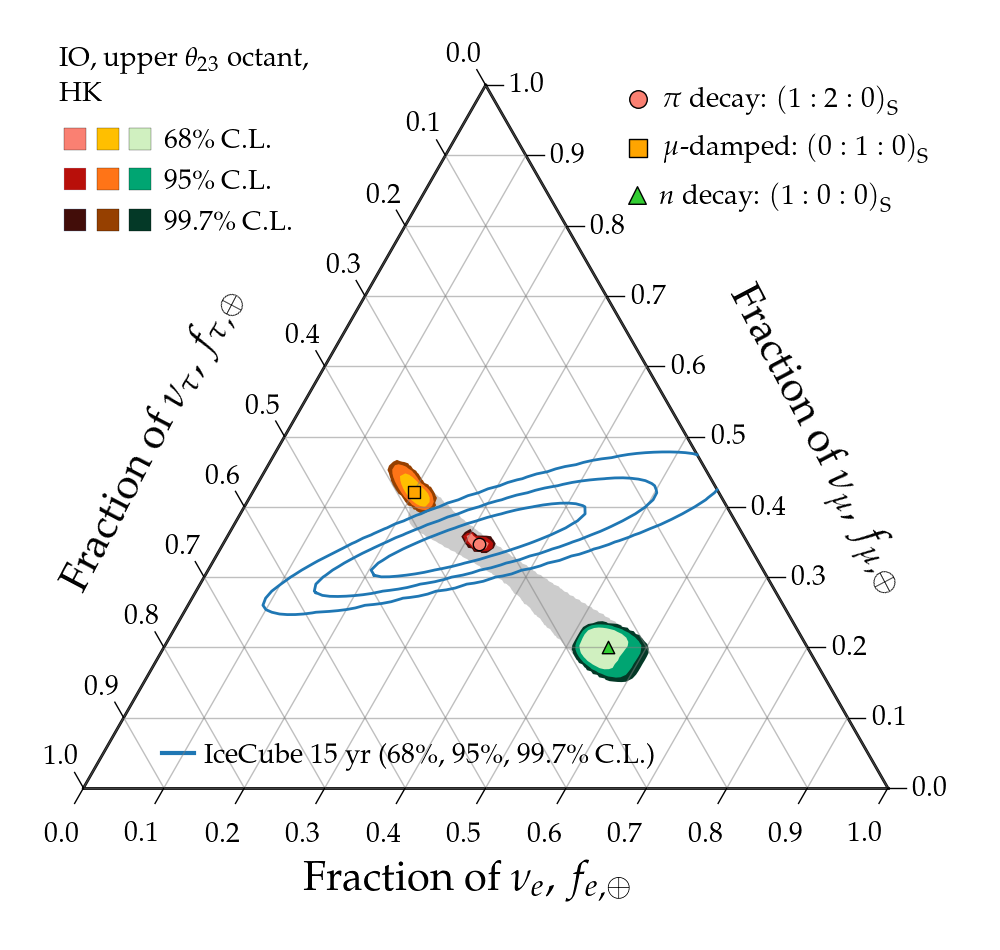 IO, upper θ₂₃ octant,
HK
68% C.L.
95% C.L.
99.7% C.L.
π decay: (1 : 2 : 0)S
μ-damped: (0 : 1 : 0)S
n decay: (1 : 0 : 0)S
0.0
0.1
0.2
0.3
0.4
0.5
0.6
0.7
0.8
0.9
1.0
Fraction of ντ, fτ,⊕
1.0
0.9
0.8
0.7
0.6
0.5
0.4
0.3
0.2
0.1
0.0
Fraction of νμ, fμ,⊕
IceCube 15 yr (68%, 95%, 99.7% C.L.)
0.0 0.1 0.2 0.3 0.4 0.5 0.6 0.7 0.8 0.9 1.0
Fraction of νe, fe,⊕